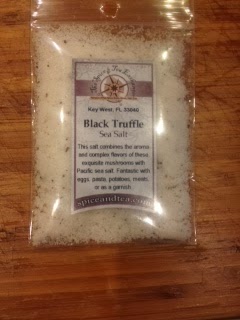 Key West, FL 33040
Black Truffle
Sea Salt
This salt combines the aroma
and complex flavors of these
exquisite mushrooms with
Pacific sea salt. Fantastic with
eggs, pasta, potatoes, meats,
or as a garnish.
spiceandtea.com